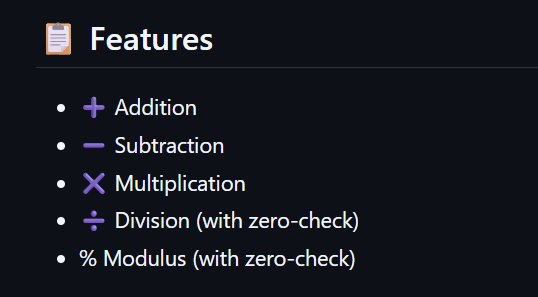 📋 Features
• ➕ Addition
• ➖ Subtraction
• ✖️ Multiplication
• ➗ Division (with zero-check)
• % Modulus (with zero-check)